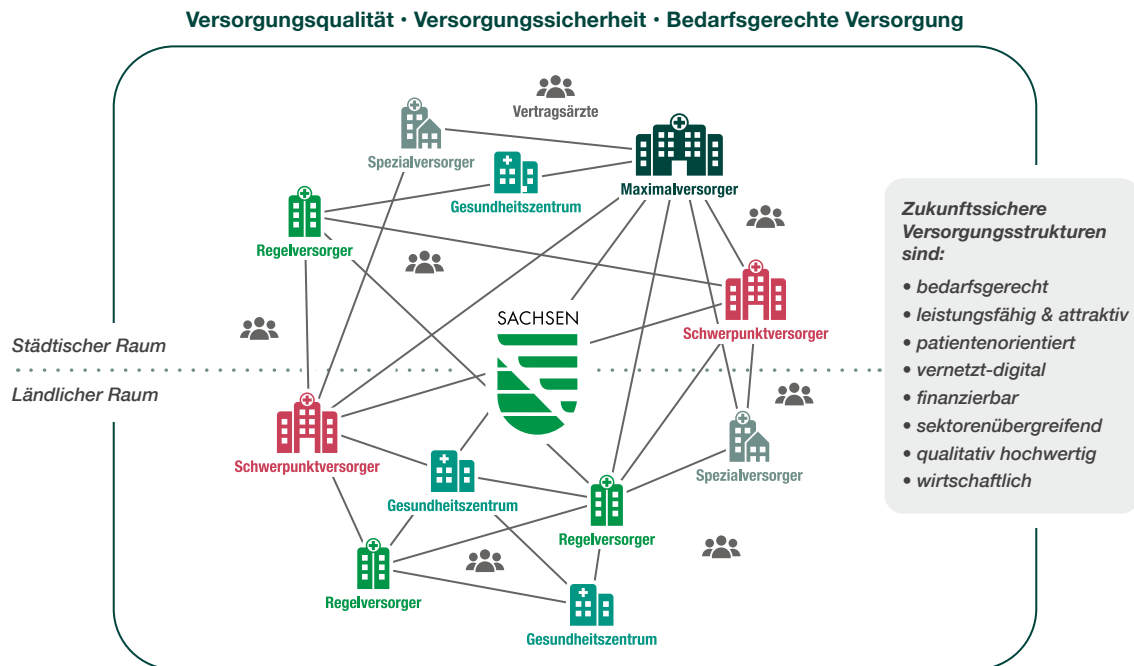 Versorgungsqualität · Versorgungssicherheit · Bedarfsgerechte Versorgung
Vertragsärzte
Spezialversorger
Maximalversorger
Gesundheitszentrum
Regelversorger
Zukunftssichere
Versorgungsstrukturen
sind:
• bedarfsgerecht
• leistungsfähig & attraktiv
• patientenorientiert
• vernetzt-digital
• finanzierbar
• sektorenübergreifend
• qualitativ hochwertig
• wirtschaftlich
SACHSEN
Schwerpunktversorger
Städtischer Raum
Ländlicher Raum
Schwerpunktversorger
Spezialversorger
Gesundheitszentrum
Regelversorger
Regelversorger
Gesundheitszentrum